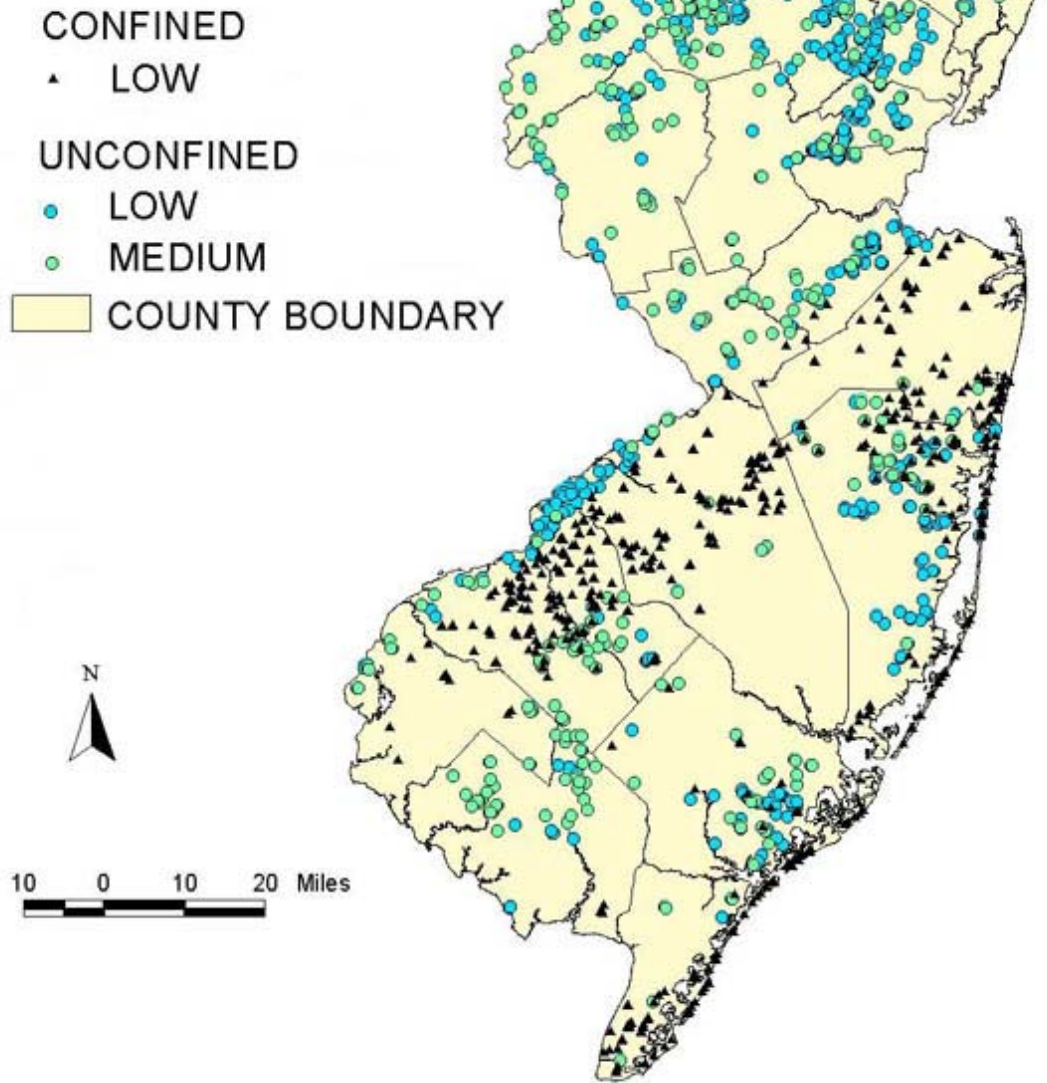 CONFINED
LOW
UNCONFINED
LOW
MEDIUM
COUNTY BOUNDARY
N
10 0 10 20 Miles